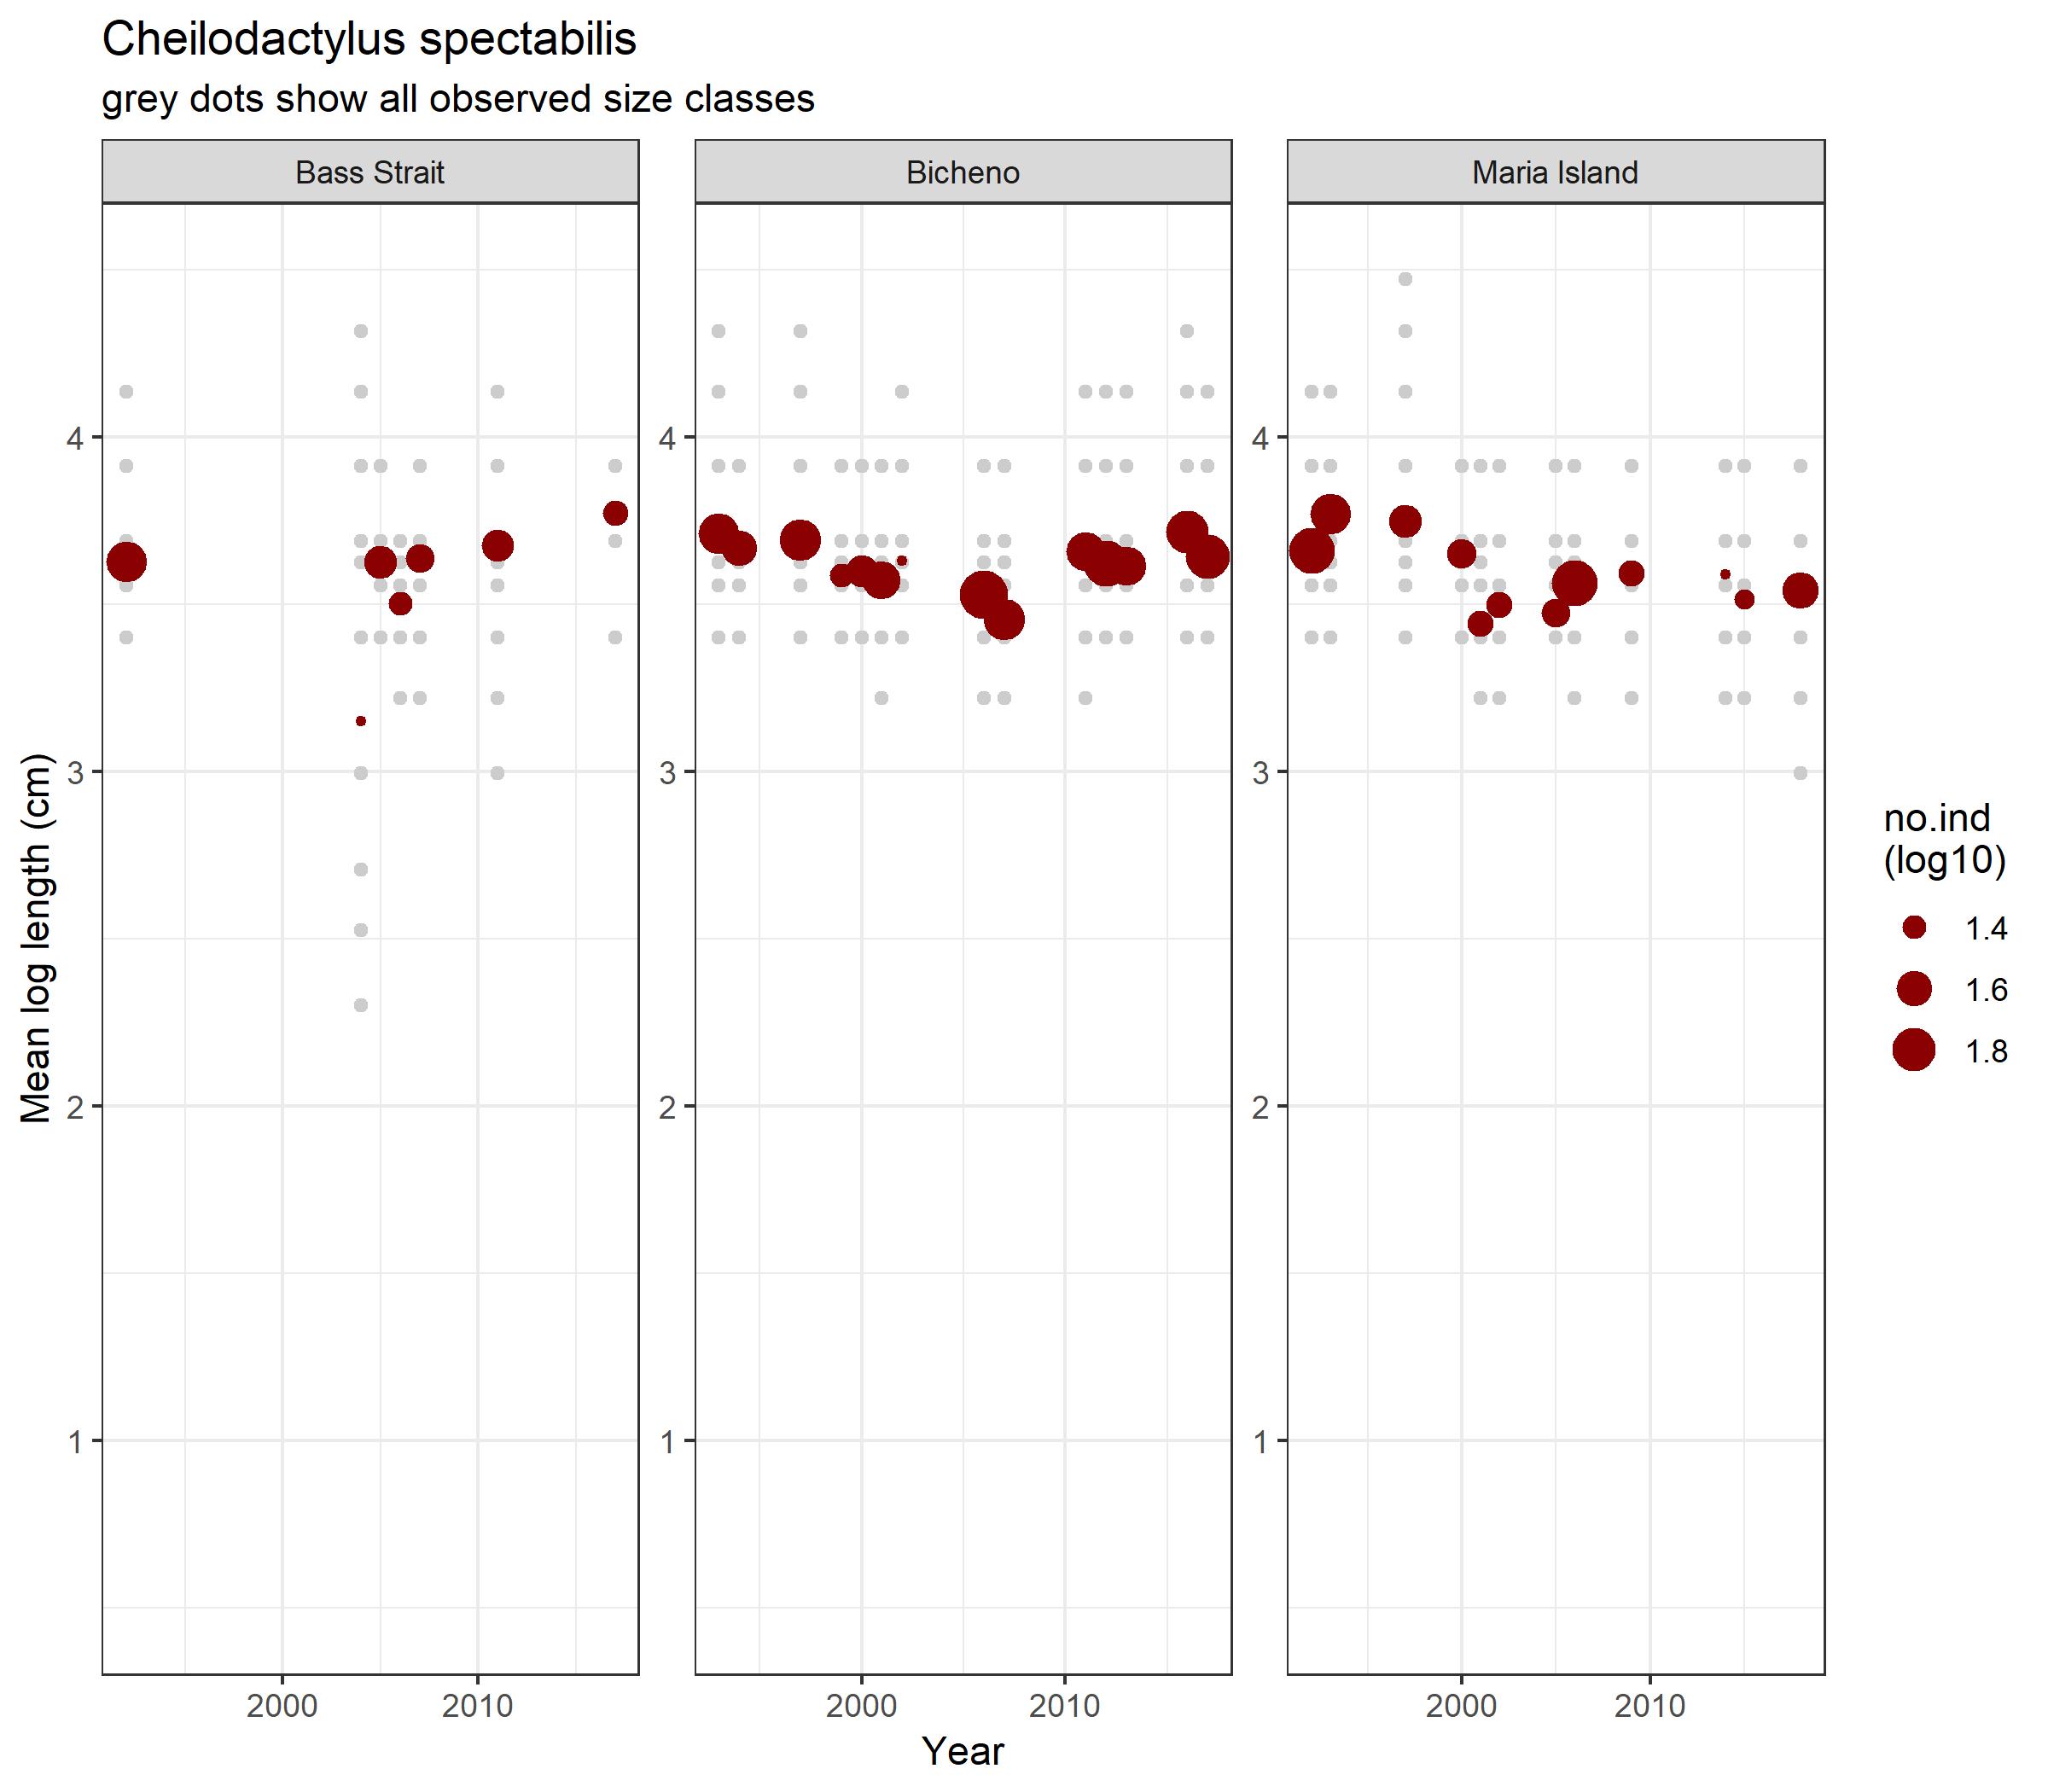 Cheilodactylus spectabilis
grey dots show all observed size classes
Bass Strait
Bicheno
Maria Island
Mean log length (cm)
4
3
2
1
4
3
2
1
4
3
2
1
2000 2010
2000 2010
2000 2010
Year
no.ind
(log10)
1.4
1.6
1.8